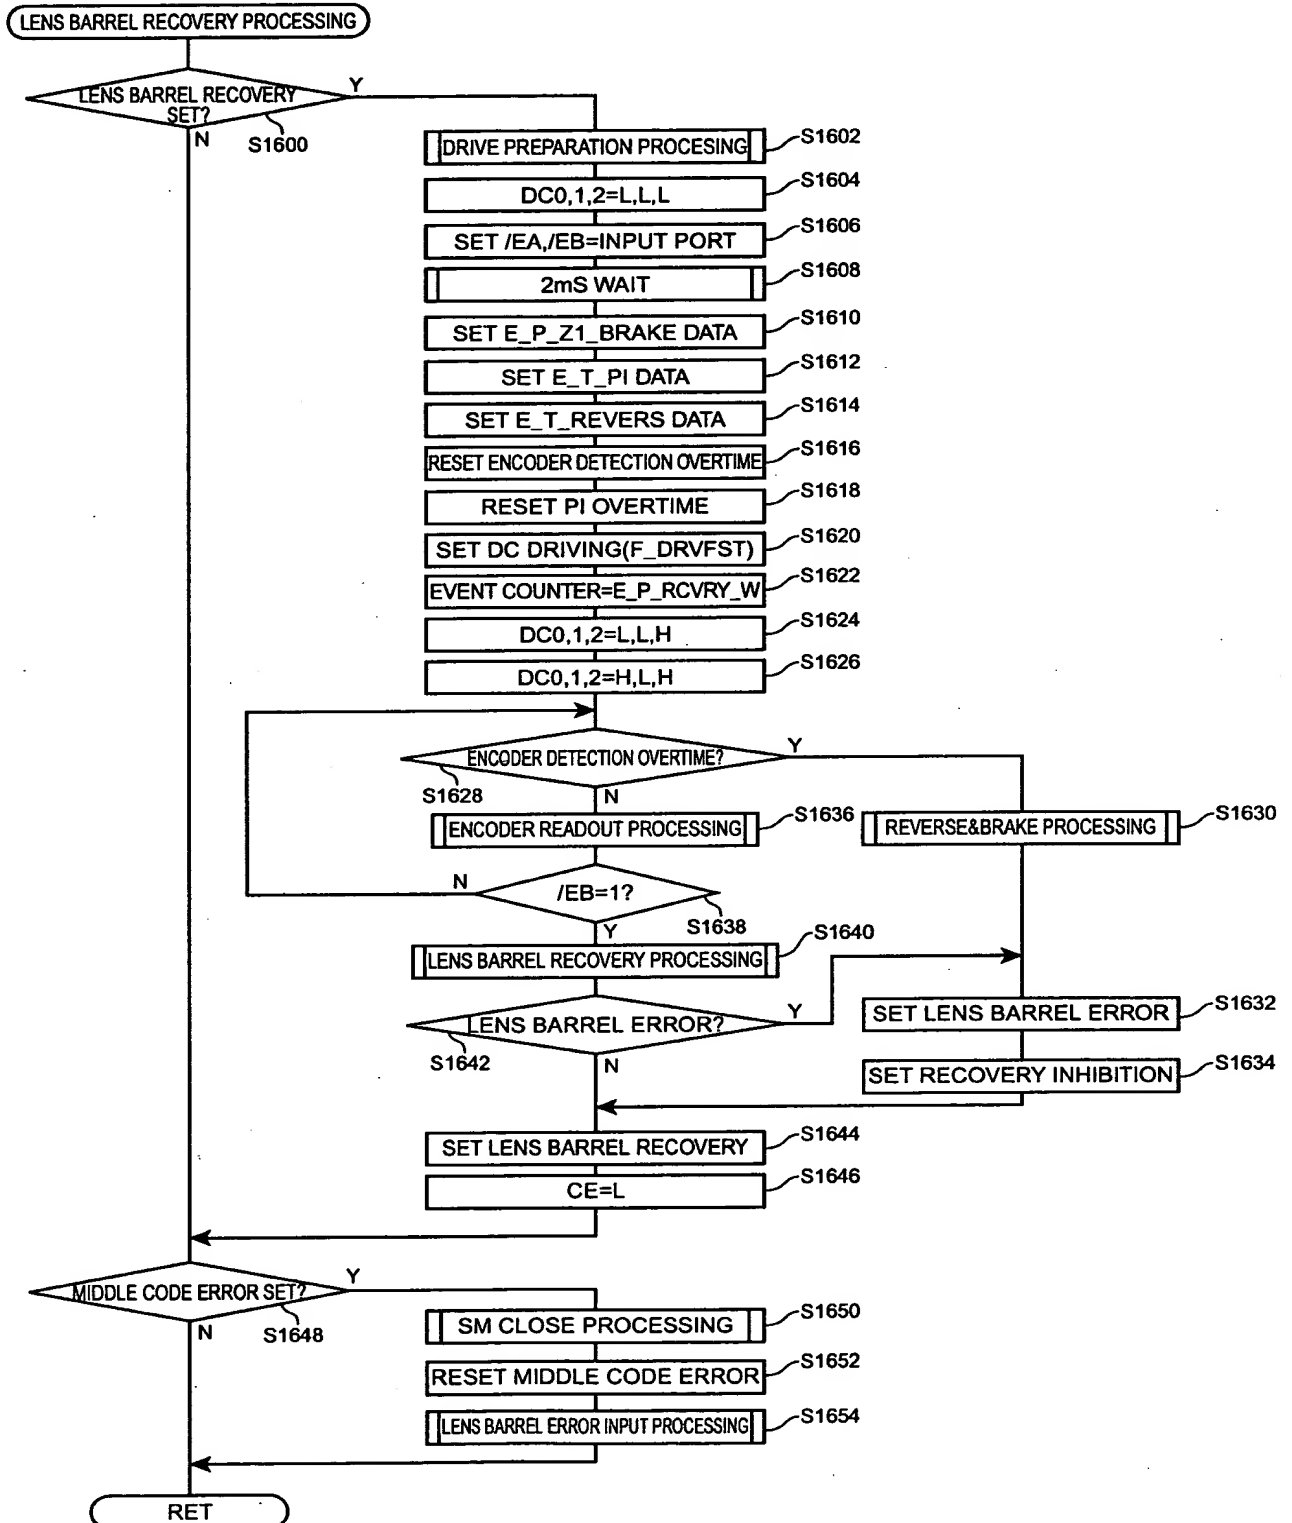 LENS BARREL RECOVERY PROCESSING
LENS BARREL RECOVERY
SET?
Y
N
S1600
DRIVE PREPARATION PROCESING
S1602
DC0,1,2=L,L,L
S1604
SET /EA,/EB=INPUT PORT
S1606
2mS WAIT
S1608
SET E_P_Z1_BRAKE DATA
S1610
SET E_T_PI DATA
S1612
SET E_T_REVERS DATA
S1614
RESET ENCODER DETECTION OVERTIME
S1616
RESET PI OVERTIME
S1618
SET DC DRIVING(F_DRVFST)
S1620
EVENT COUNTER=E_P_RCVRY_W
S1622
DC0,1,2=L,L,H
S1624
DC0,1,2=H,L,H
S1626
ENCODER DETECTION OVERTIME?
Y
S1628
N
ENCODER READOUT PROCESSING
S1636
REVERSE&BRAKE PROCESSING
S1630
N
/EB=1?
S1638
Y
LENS BARREL RECOVERY PROCESSING
S1640
LENS BARREL ERROR?
Y
S1642
N
SET LENS BARREL ERROR
S1632
SET RECOVERY INHIBITION
S1634
SET LENS BARREL RECOVERY
S1644
CE=L
S1646
MIDDLE CODE ERROR SET?
Y
N
S1648
SM CLOSE PROCESSING
S1650
RESET MIDDLE CODE ERROR
S1652
LENS BARREL ERROR INPUT PROCESSING
S1654
RET